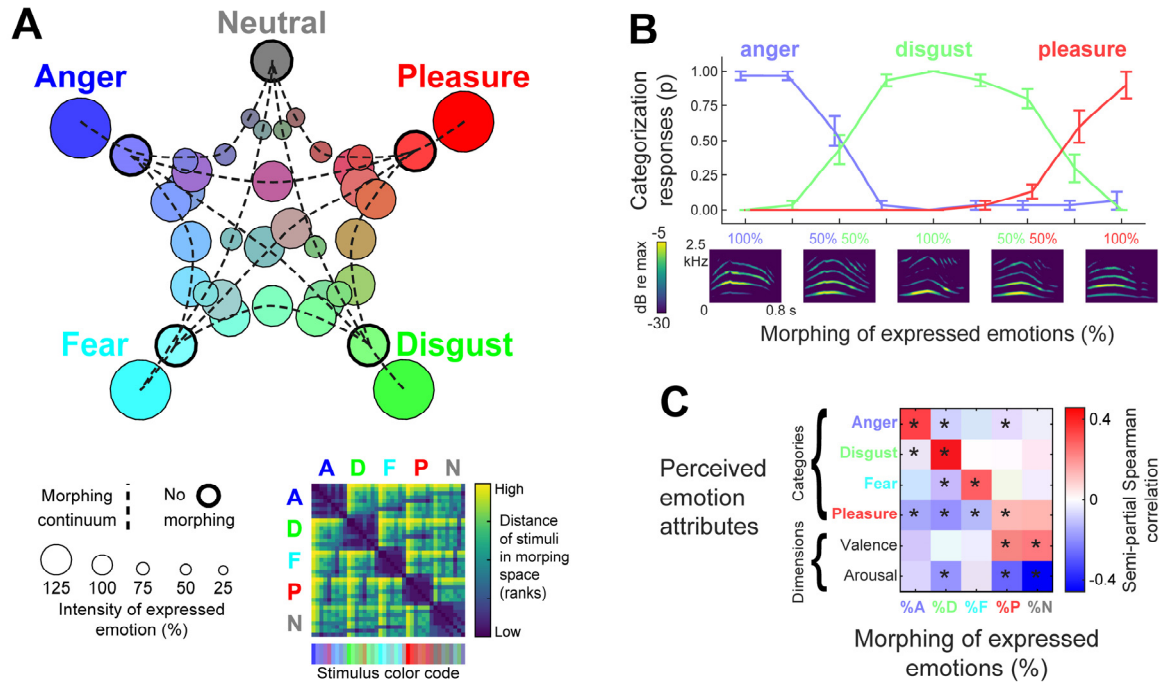 A
Neutral
Anger
Pleasure
Fear
Disgust
Morphing
continuum
No
morphing
125 100 75 50 25
Intensity of expressed
emotion (%)
A D F P N
A
D
F
P
N
High
Distance
of stimuli
in morping
space
(ranks)
Low
Stimulus color code
B
anger disgust pleasure
Categorization
responses (p)
1.00
0.75
0.50
0.25
0.00
100% 50% 50% 100% 50% 50% 100%
dB re max
-5
-30
2.5
kHz
0
0.8 s
Morphing of expressed emotions (%)
C
Perceived
emotion
attributes
Categories
Dimensions
Anger * * *
Disgust * *
Fear * *
Pleasure * * * *
Valence * *
Arousal * * *
%A %D %F %P %N
Morphing of expressed
emotions (%)
0.4
0
-0.4
Semi-partial Spearman
correlation